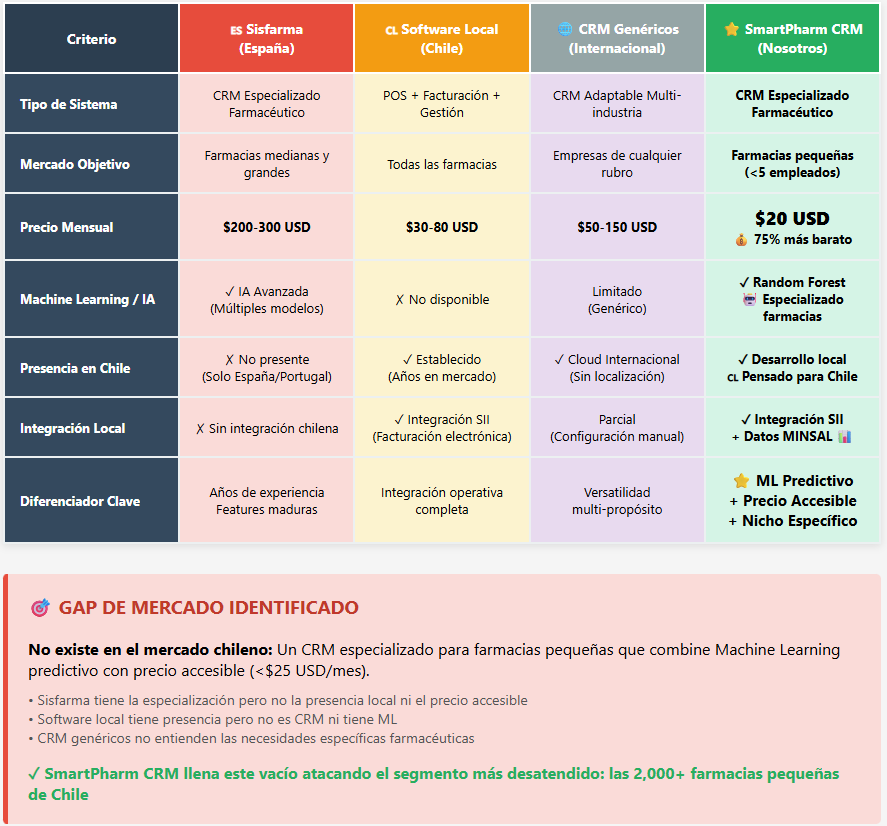 Criterio
ES Sisfarma
(España)
CL Software Local
(Chile)
🌐 CRM Genéricos
(Internacional)
⭐ SmartPharm CRM
(Nosotros)
Tipo de Sistema
CRM Especializado
Farmacéutico
POS + Facturación +
Gestión
CRM Adaptable Multi-
industria
CRM Especializado
Farmacéutico
Mercado Objetivo
Farmacias medianas y
grandes
Todas las farmacias
Empresas de cualquier
rubro
Farmacias pequeñas
(<5 empleados)
Precio Mensual
$200-300 USD
$30-80 USD
$50-150 USD
$20 USD
💰 75% más barato
Machine Learning / IA
✓ IA Avanzada
(Múltiples modelos)
✗ No disponible
Limitado
(Genérico)
✓ Random Forest
🤖 Especializado
farmacias
Presencia en Chile
✗ No presente
(Solo España/Portugal)
✓ Establecido
(Años en mercado)
✓ Cloud Internacional
(Sin localización)
✓ Desarrollo local
CL Pensado para Chile
Integración Local
✗ Sin integración chilena
✓ Integración SII
(Facturación electrónica)
Parcial
(Configuración manual)
✓ Integración SII
+ Datos MINSAL 📊
Diferenciador Clave
Años de experiencia
Features maduras
Integración operativa
completa
Versatilidad
multi-propósito
⭐ ML Predictivo
+ Precio Accesible
+ Nicho Específico
🎯 GAP DE MERCADO IDENTIFICADO
No existe en el mercado chileno: Un CRM especializado para farmacias pequeñas que combine Machine Learning
predictivo con precio accesible (<$25 USD/mes).
• Sisfarma tiene la especialización pero no la presencia local ni el precio accesible
• Software local tiene presencia pero no es CRM ni tiene ML
• CRM genéricos no entienden las necesidades específicas farmacéuticas
✓ SmartPharm CRM llena este vacío atacando el segmento más desatendido: las 2,000+ farmacias pequeñas
de Chile